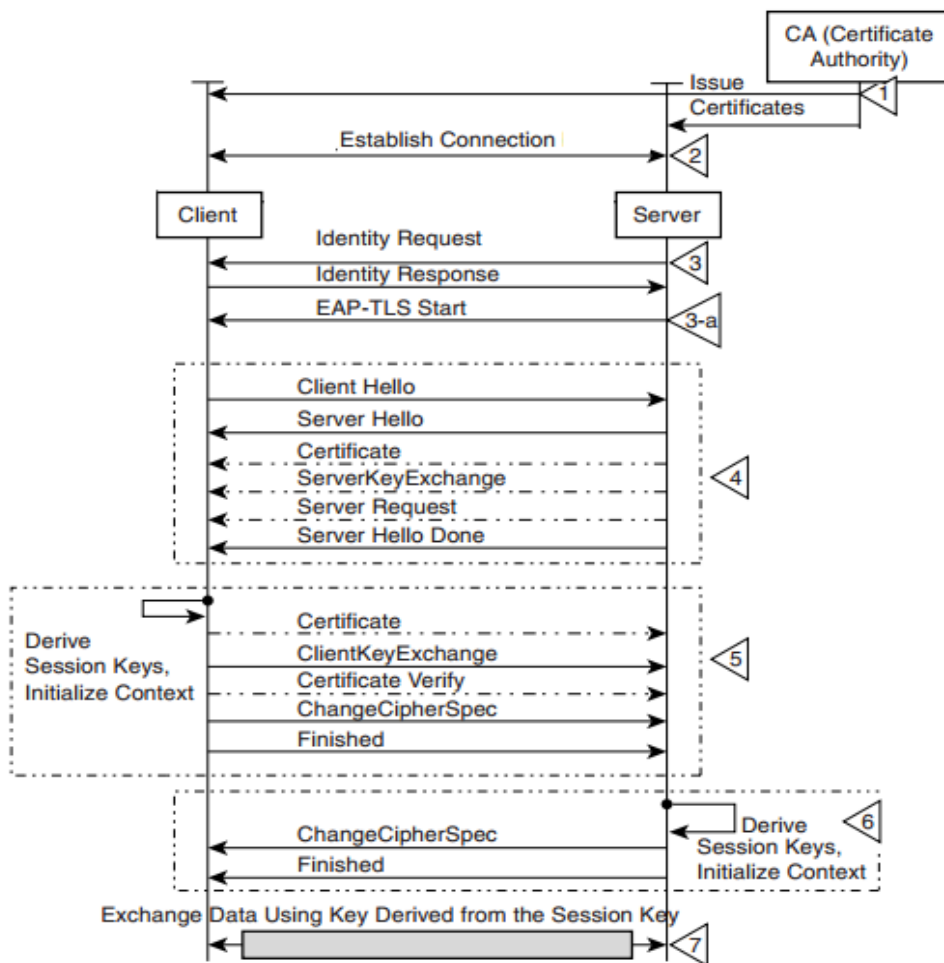 CA (Certificate
Authority)
Issue
1
Certificates
Establish Connection
2
Client
Server
Identity Request
3
Identity Response
EAP-TLS Start
3-a
Client Hello
Server Hello
Certificate
ServerKeyExchange
4
Server Request
Server Hello Done
Certificate
Derive
ClientKeyExchange
5
Session Keys,
Certificate Verify
Initialize Context
ChangeCipherSpec
Finished
ChangeCipherSpec
Derive
6
Session Keys,
Finished
Initialize Context
Exchange Data Using Key Derived from the Session Key
7